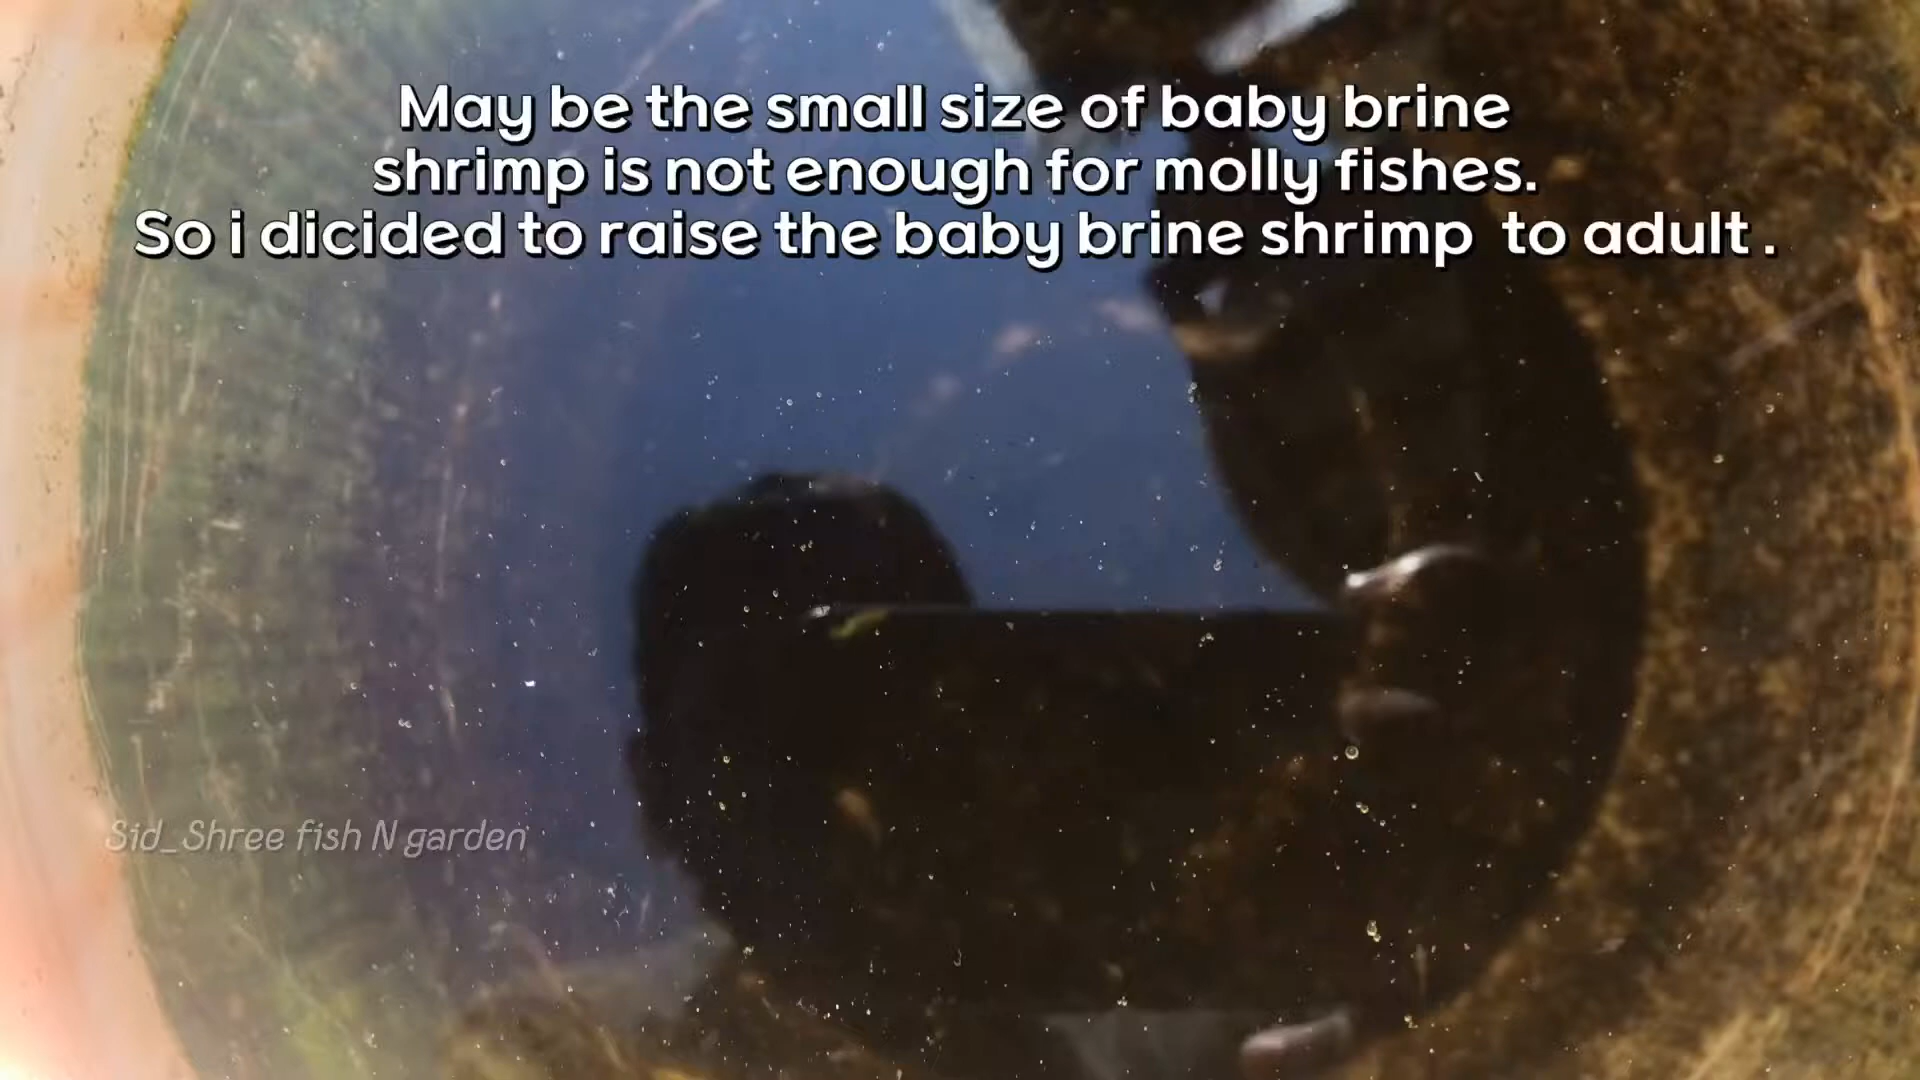 May be the small size of baby brine
shrimp is not enough for molly fishes.
So i dicided to raise the baby brine shrimp to adult .
Sid_Shree fish N garden